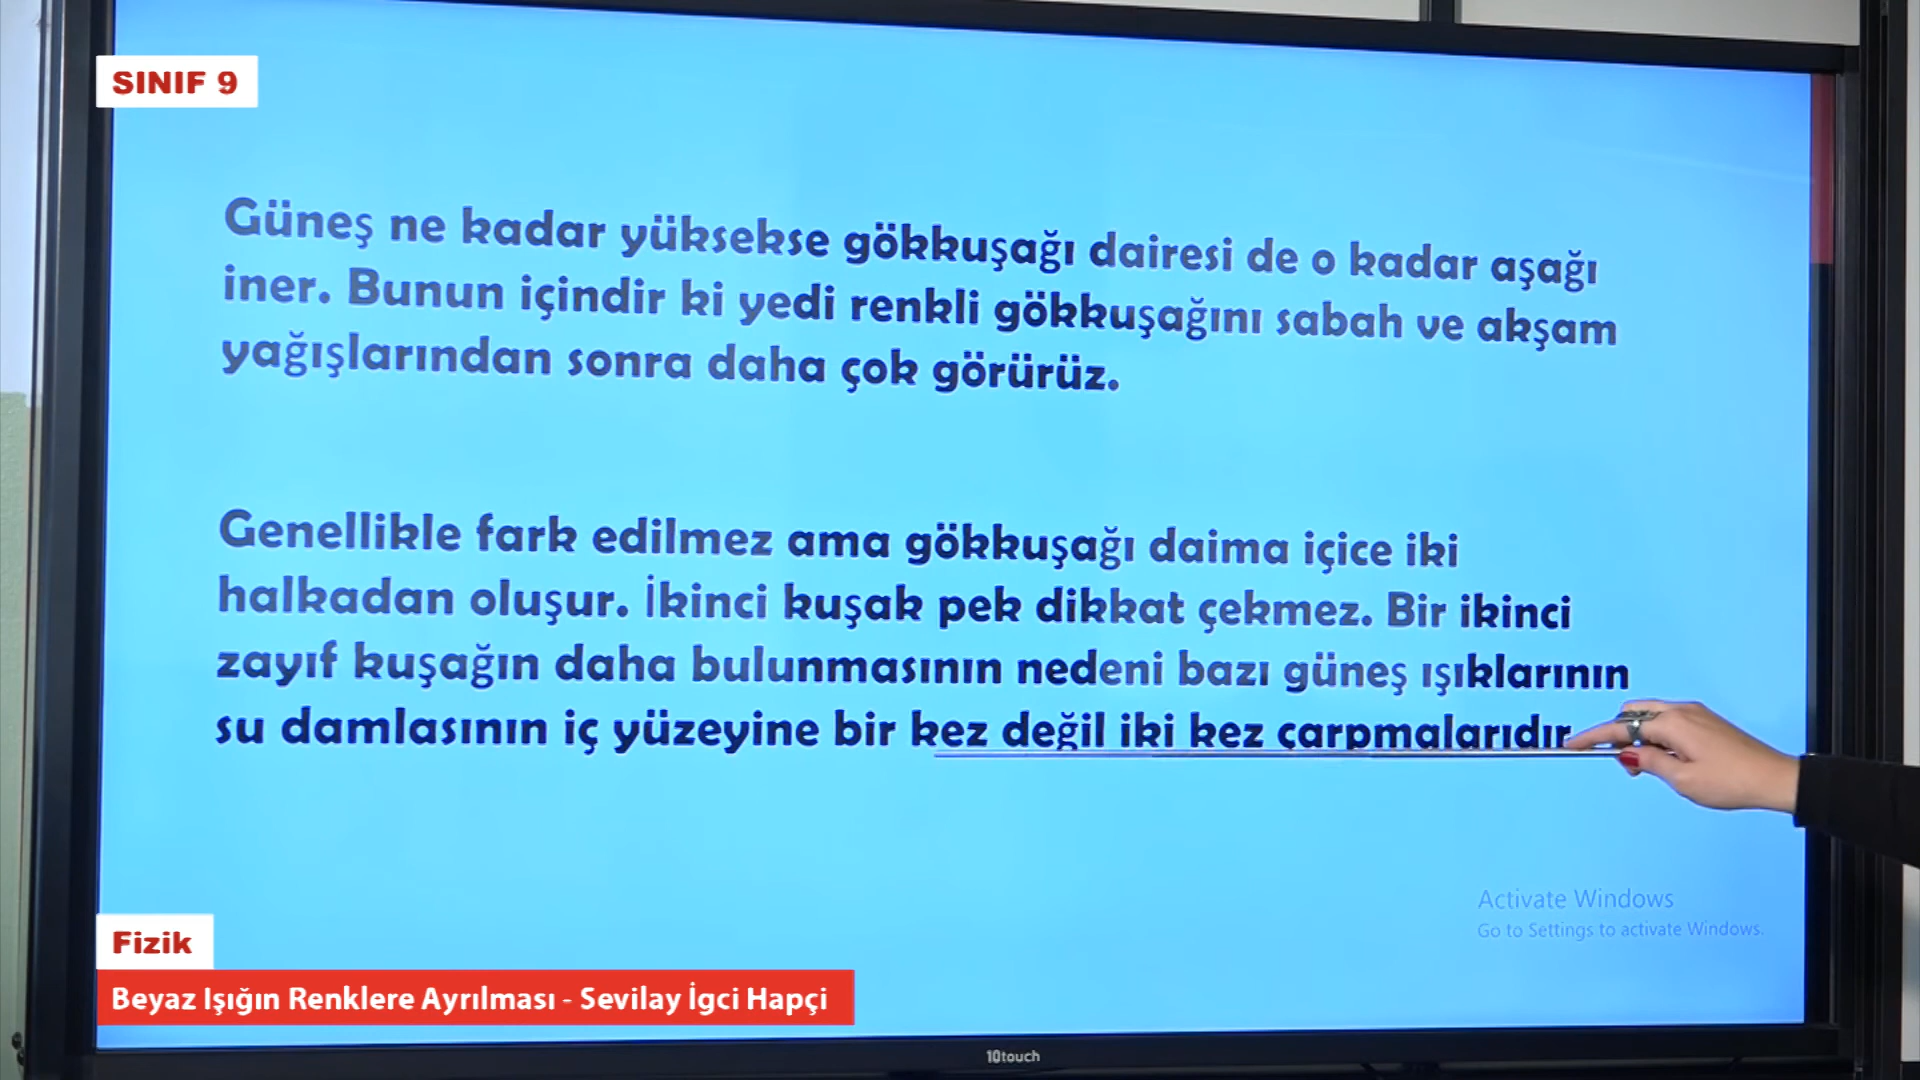 SINIF 9
Güneş ne kadar yüksekse gökkuşağı dairesi de o kadar aşağı
iner. Bunun içindir ki yedi renkli gökkuşağını sabah ve akşam
yağışlarından sonra daha çok görürüz.
Genellikle fark edilmez ama gökkuşağı daima içice iki
halkadan oluşur. İkinci kuşak pek dikkat çekmez. Bir ikinci
zayıf kuşağın daha bulunmasının nedeni bazı güneş ışıklarının
su damlasının iç yüzeyine bir kez değil iki kez çarpmalarıdır
Activate Windows
Go to Settings to activate Windows.
Fizik
Beyaz Işığın Renklere Ayrılması - Sevilay İgci Hapçi
10touch